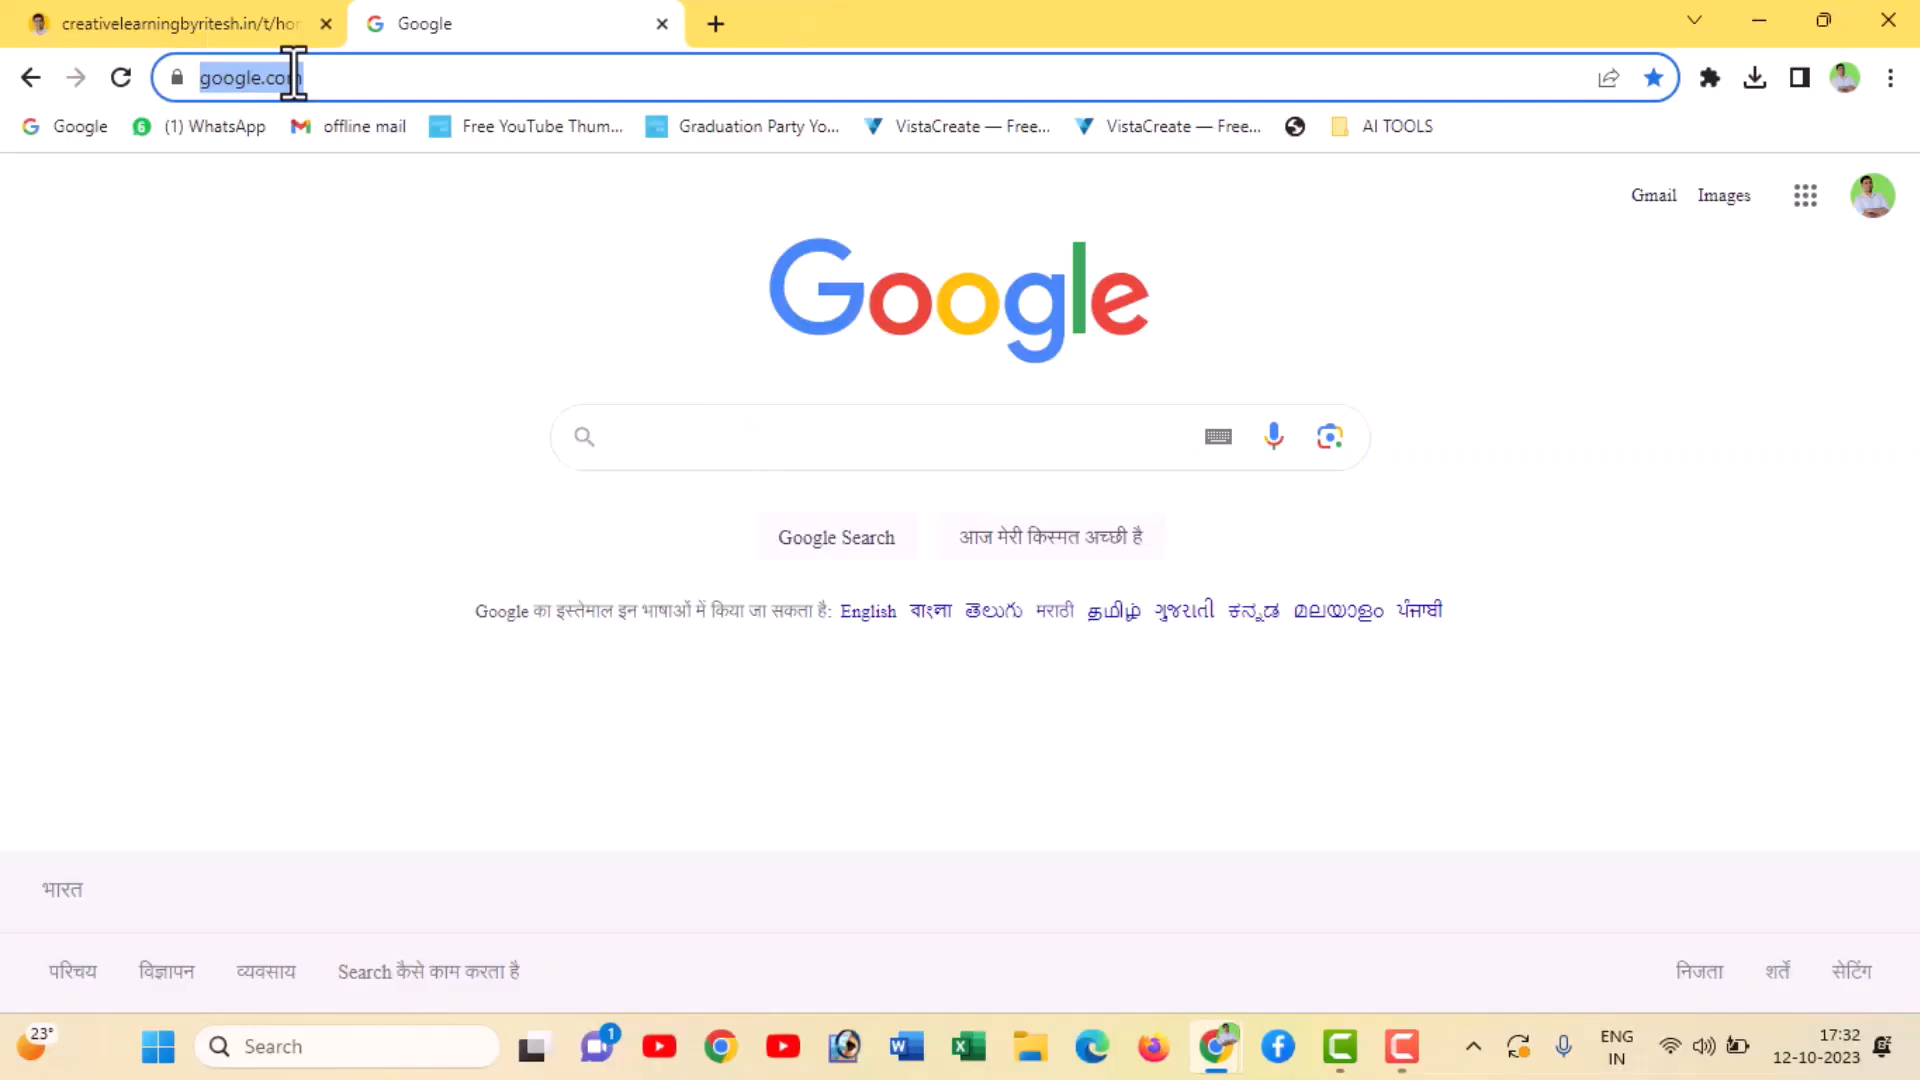 creativelearningbyritesh.in/t/hor
Google
google.com
Google
(1) WhatsApp
offline mail
Free YouTube Thum...
Graduation Party Yo...
VistaCreate — Free...
VistaCreate — Free...
AI TOOLS
Gmail
Images
Google
Google Search
आज मेरी किस्मत अच्छी है
Google का इस्तेमाल इन भाषाओं में किया जा सकता है: English বাংলা తెలుగు मराठी தமிழ் ગુજરાતી ಕನ್ನಡ മലയാളം ਪੰਜਾਬੀ
भारत
परिचय
विज्ञापन
व्यवसाय
Search कैसे काम करता है
निजता
शर्तें
सेटिंग
23°
Search
1
ENG
IN
17:32
12-10-2023